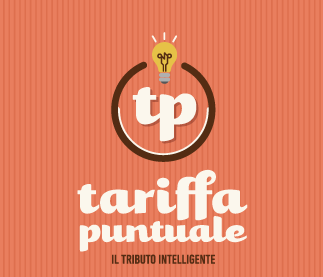 tp
tariffa
puntuale
IL TRIBUTO INTELLIGENTE